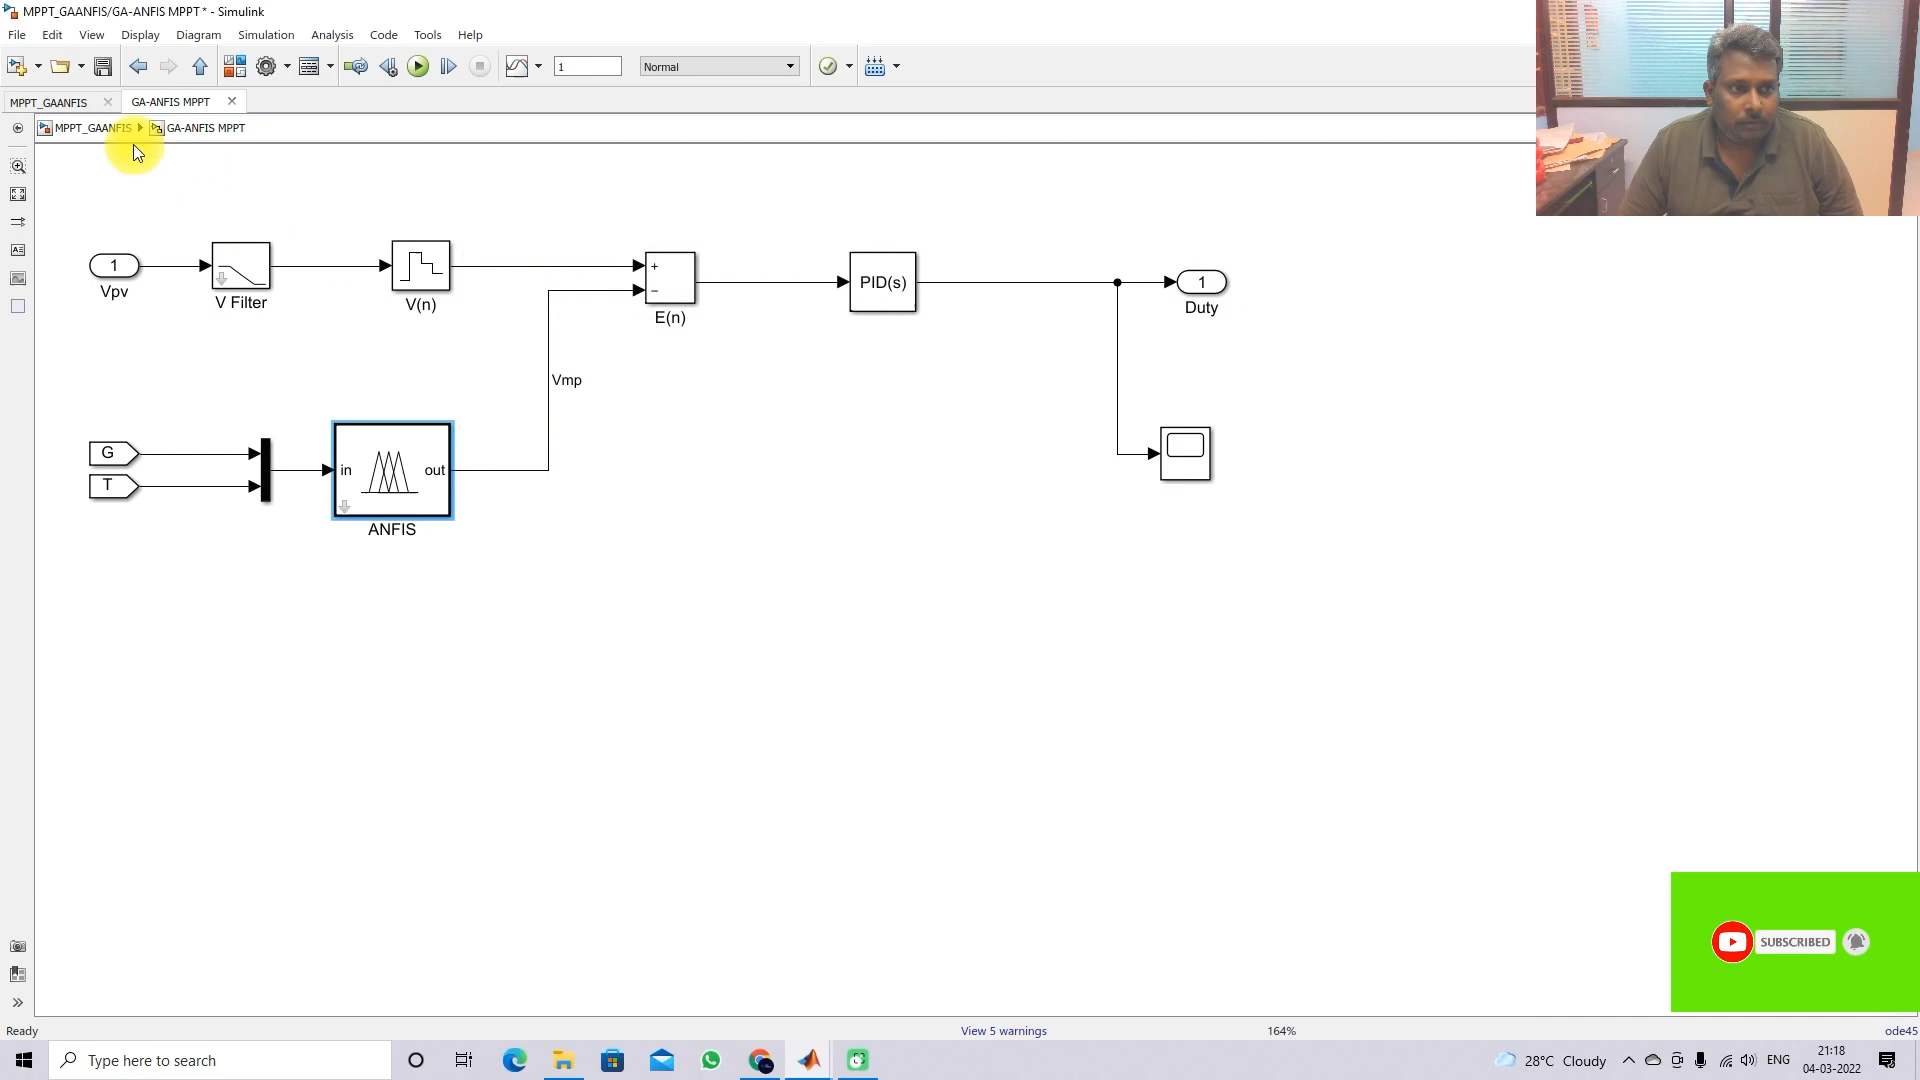 MPPT_GAANFIS/GA-ANFIS MPPT * - Simulink
File Edit View Display Diagram Simulation Analysis Code Tools Help
1 Normal
MPPT_GAANFIS GA-ANFIS MPPT
MPPT_GAANFIS GA-ANFIS MPPT
1
Vpv
V Filter
V(n)
+
−
E(n)
PID(s)
1
Duty
Vmp
G
T
in out
ANFIS
SUBSCRIBED
Ready View 5 warnings 164% ode45
Type here to search
28°C Cloudy
ENG
21:18
04-03-2022